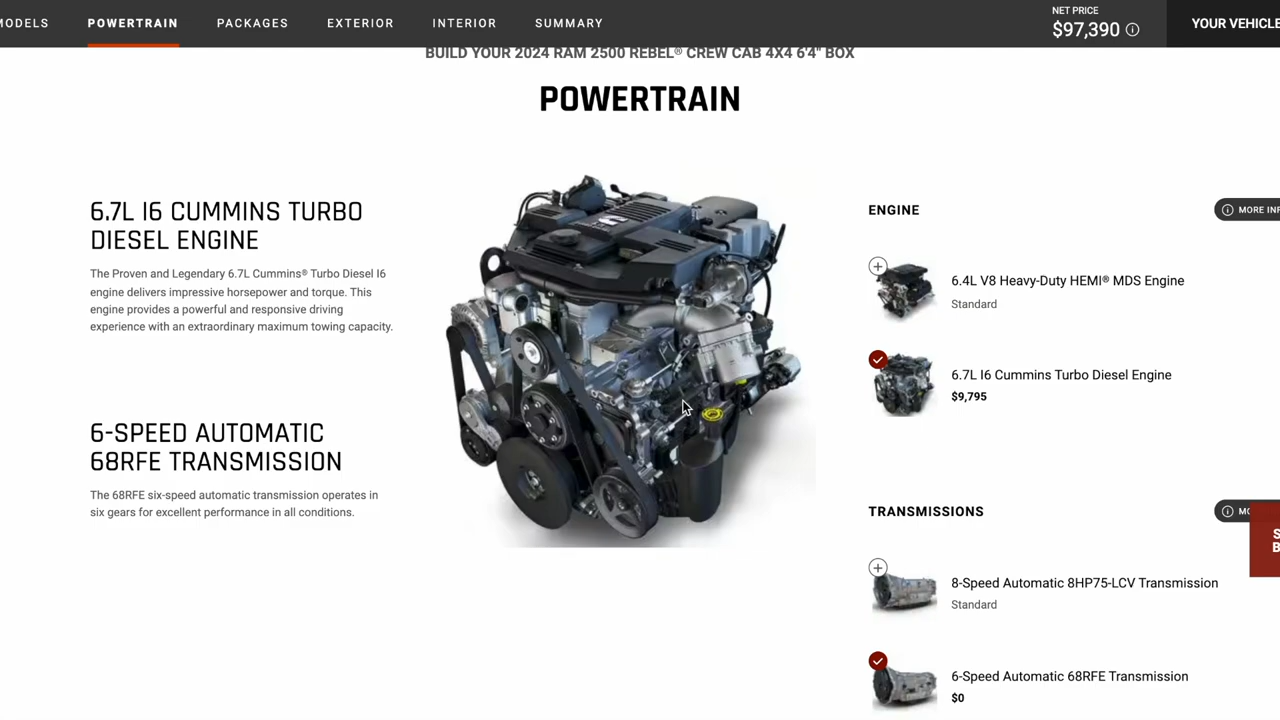 MODELS
POWERTRAIN
PACKAGES
EXTERIOR
INTERIOR
SUMMARY
NET PRICE
$97,390
YOUR VEHICLE
BUILD YOUR 2024 RAM 2500 REBEL® CREW CAB 4X4 6'4" BOX
POWERTRAIN
6.7L I6 CUMMINS TURBO
DIESEL ENGINE
The Proven and Legendary 6.7L Cummins® Turbo Diesel I6
engine delivers impressive horsepower and torque. This
engine provides a powerful and responsive driving
experience with an extraordinary maximum towing capacity.
6-SPEED AUTOMATIC
68RFE TRANSMISSION
The 68RFE six-speed automatic transmission operates in
six gears for excellent performance in all conditions.
ENGINE
MORE INF
6.4L V8 Heavy-Duty HEMI® MDS Engine
Standard
6.7L I6 Cummins Turbo Diesel Engine
$9,795
TRANSMISSIONS
MO
S
B
8-Speed Automatic 8HP75-LCV Transmission
Standard
6-Speed Automatic 68RFE Transmission
$0